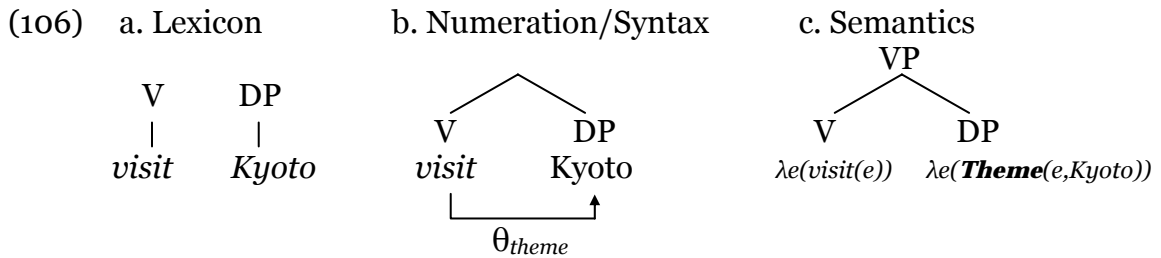 (106) a. Lexicon b. Numeration/Syntax c. Semantics
VP
V DP V DP V DP
visit Kyoto visit Kyoto λe(visit(e)) λe(Theme(e,Kyoto))
θtheme